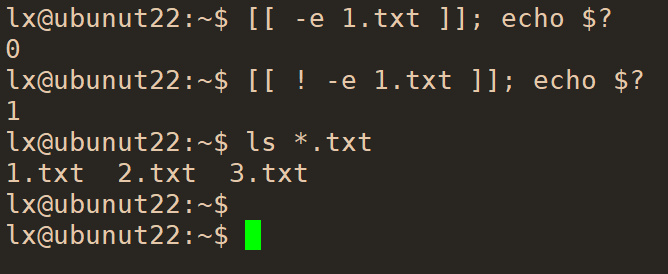 lx@ubunut22:~$ [[ -e 1.txt ]]; echo $?
0
lx@ubunut22:~$ [[ ! -e 1.txt ]]; echo $?
1
lx@ubunut22:~$ ls *.txt
1.txt  2.txt  3.txt
lx@ubunut22:~$
lx@ubunut22:~$